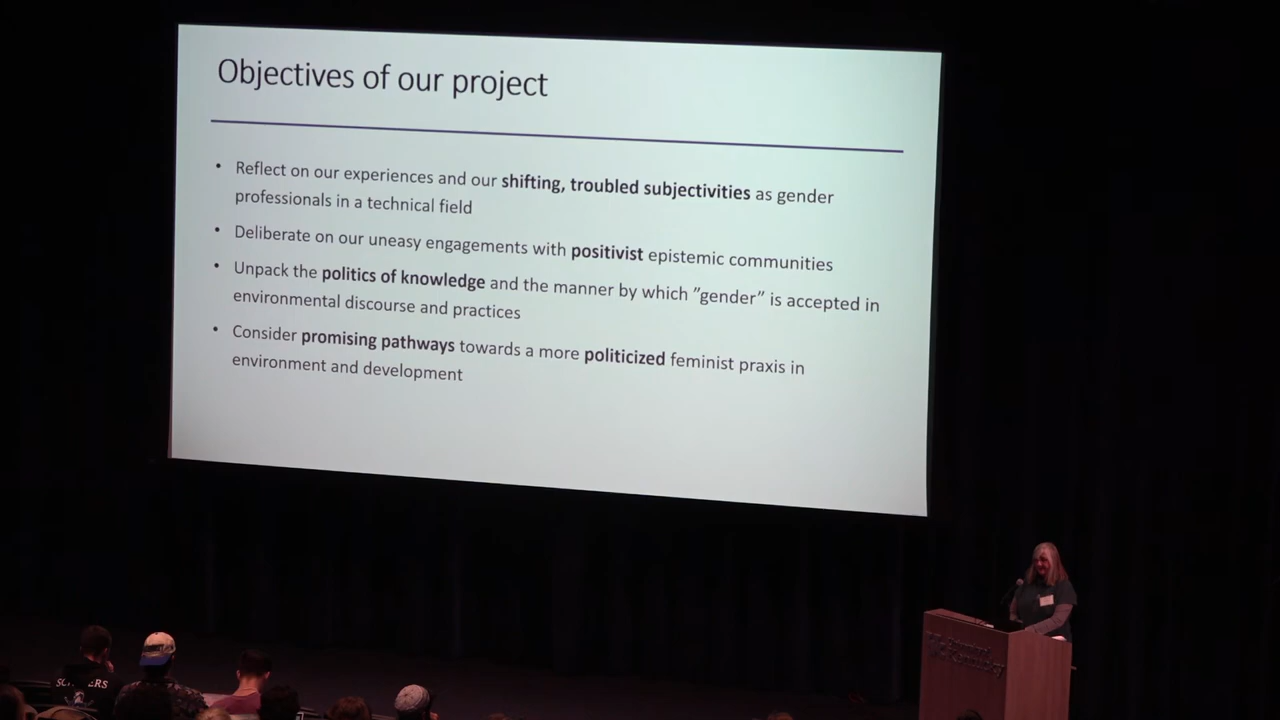 Objectives of our project
• Reflect on our experiences and our shifting, troubled subjectivities as gender
professionals in a technical field
• Deliberate on our uneasy engagements with positivist epistemic communities
• Unpack the politics of knowledge and the manner by which ”gender” is accepted in
environmental discourse and practices
• Consider promising pathways towards a more politicized feminist praxis in
environment and development